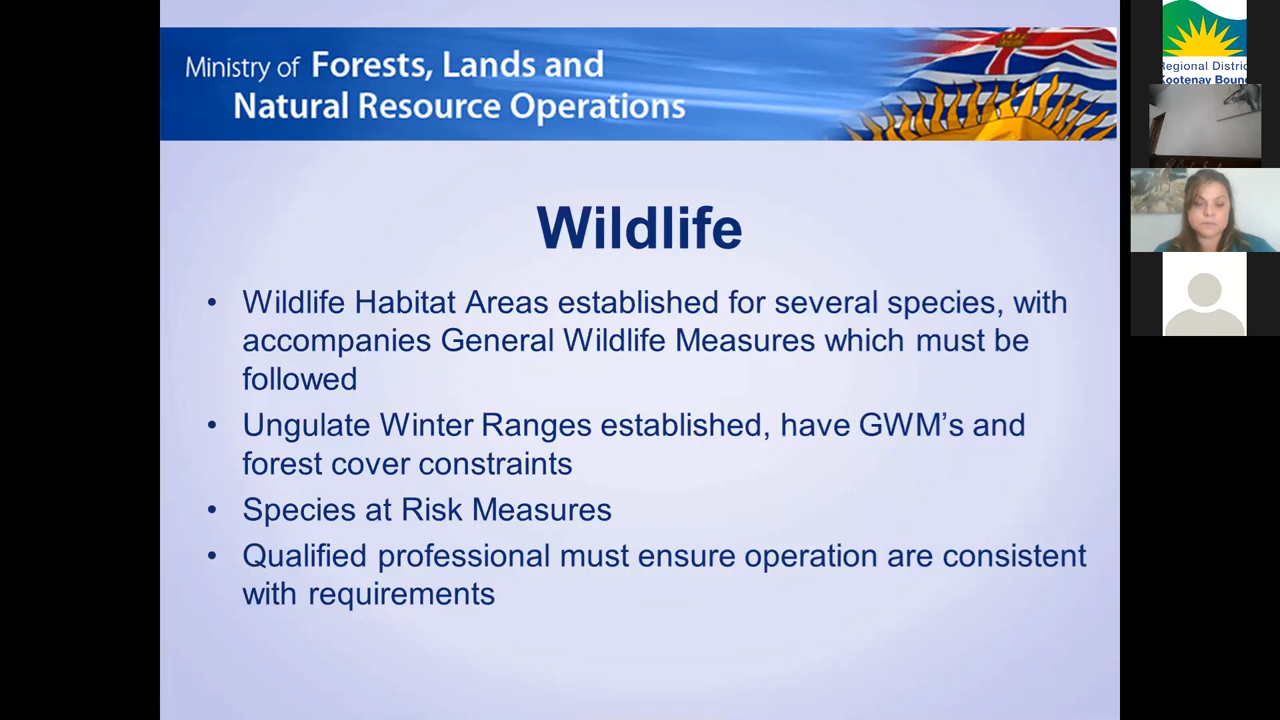 Ministry of Forests, Lands and
Natural Resource Operations
Wildlife
• Wildlife Habitat Areas established for several species, with
accompanies General Wildlife Measures which must be
followed
• Ungulate Winter Ranges established, have GWM’s and
forest cover constraints
• Species at Risk Measures
• Qualified professional must ensure operation are consistent
with requirements
Regional Distric
Kootenay Boun